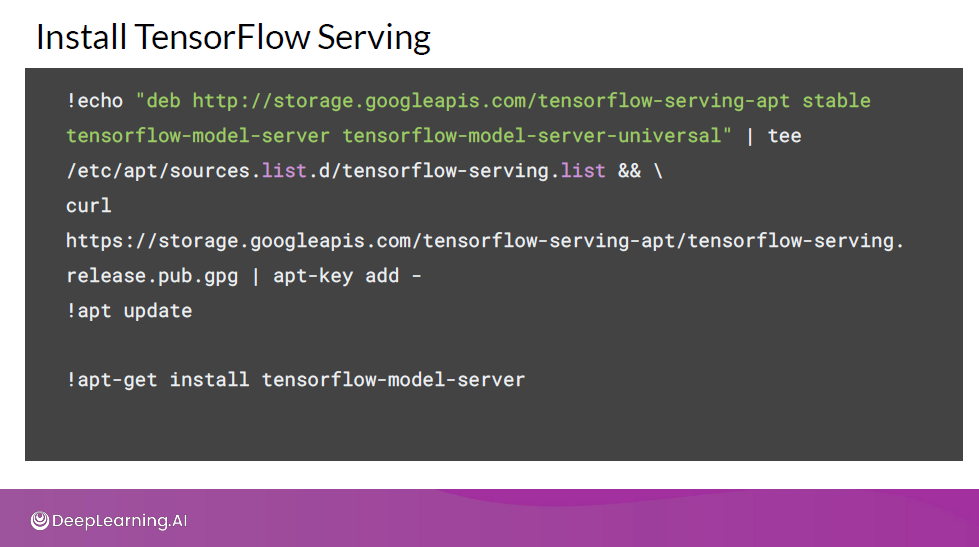 Install TensorFlow Serving
!echo "deb http://storage.googleapis.com/tensorflow-serving-apt stable
tensorflow-model-server tensorflow-model-server-universal" | tee
/etc/apt/sources.list.d/tensorflow-serving.list && \
curl
https://storage.googleapis.com/tensorflow-serving-apt/tensorflow-serving.
release.pub.gpg | apt-key add -
!apt update
!apt-get install tensorflow-model-server
DeepLearning.AI